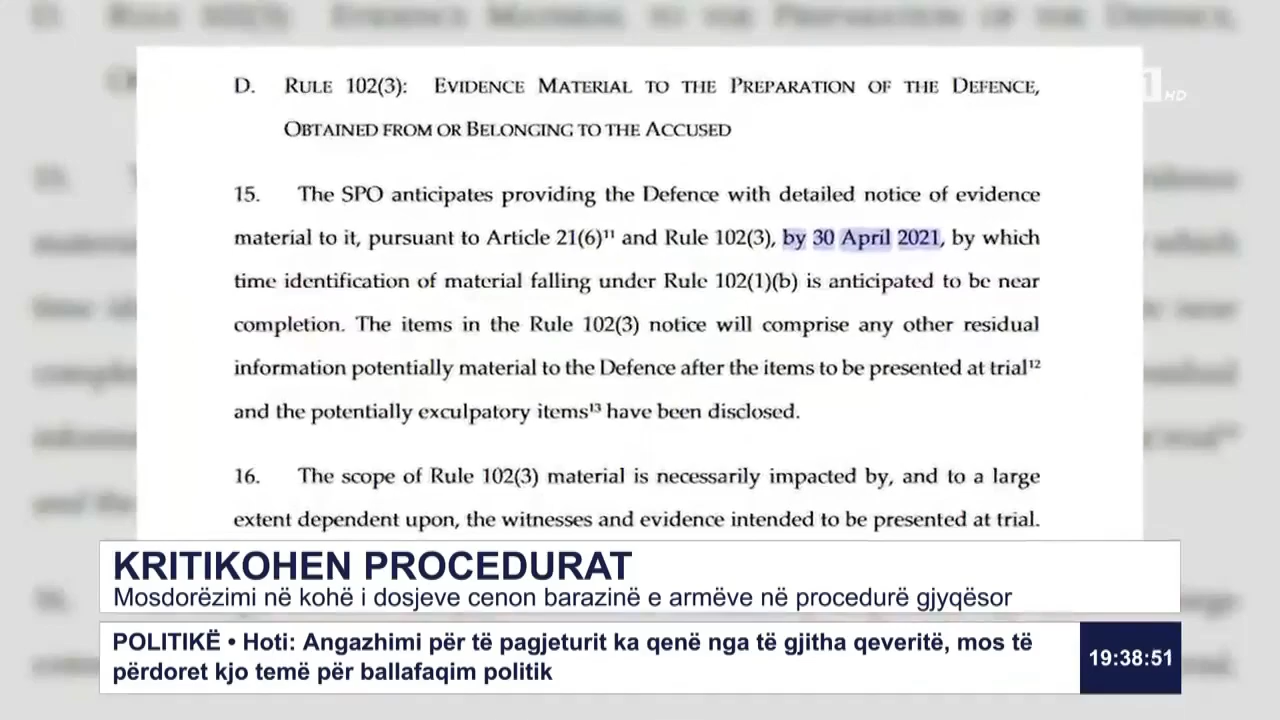 D. RULE 102(3): EVIDENCE MATERIAL TO THE PREPARATION OF THE DEFENCE,
OBTAINED FROM OR BELONGING TO THE ACCUSED
1 HD
15. The SPO anticipates providing the Defence with detailed notice of evidence
material to it, pursuant to Article 21(6)¹¹ and Rule 102(3), by 30 April 2021, by which
time identification of material falling under Rule 102(1)(b) is anticipated to be near
completion. The items in the Rule 102(3) notice will comprise any other residual
information potentially material to the Defence after the items to be presented at trial¹²
and the potentially exculpatory items¹³ have been disclosed.
16. The scope of Rule 102(3) material is necessarily impacted by, and to a large
extent dependent upon, the witnesses and evidence intended to be presented at trial.
KRITIKOHEN PROCEDURAT
Mosdorëzimi në kohë i dosjeve cenon barazinë e armëve në procedurë gjyqësor
POLITIKË • Hoti: Angazhimi për të pagjeturit ka qenë nga të gjitha qeveritë, mos të
përdoret kjo temë për ballafaqim politik
19:38:51